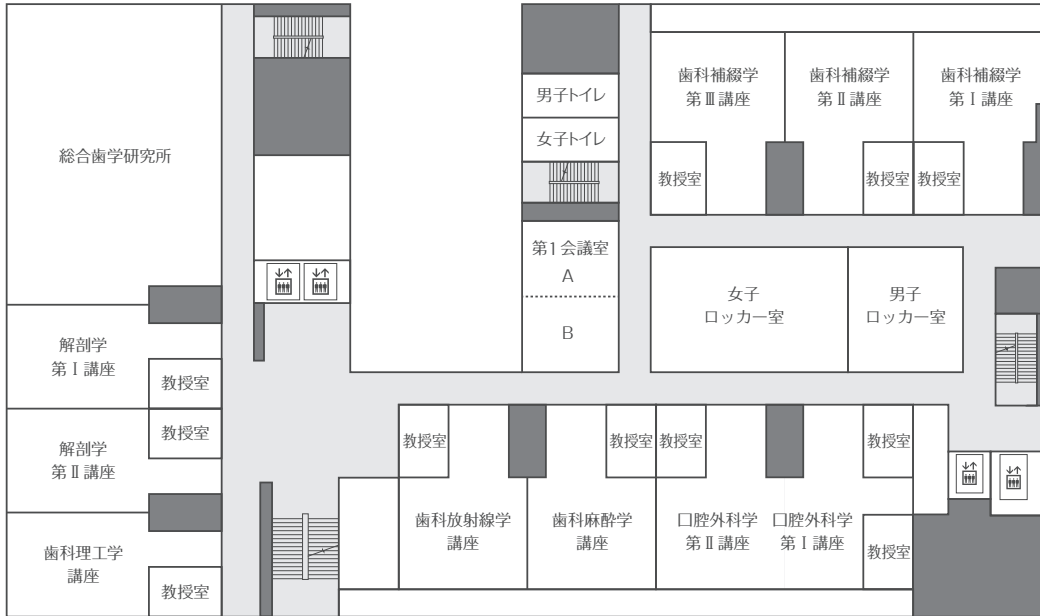 総合歯学研究所
解剖学
第Ⅰ講座
教授室
教授室
解剖学
第Ⅱ講座
歯科理工学
講座
教授室
男子トイレ
女子トイレ
第1会議室
A
B
歯科補綴学
第Ⅲ講座
歯科補綴学
第Ⅱ講座
歯科補綴学
第Ⅰ講座
教授室
教授室
教授室
女子
ロッカー室
男子
ロッカー室
教授室
教授室
教授室
教授室
歯科放射線学
講座
歯科麻酔学
講座
口腔外科学
第Ⅱ講座
口腔外科学
第Ⅰ講座
教授室